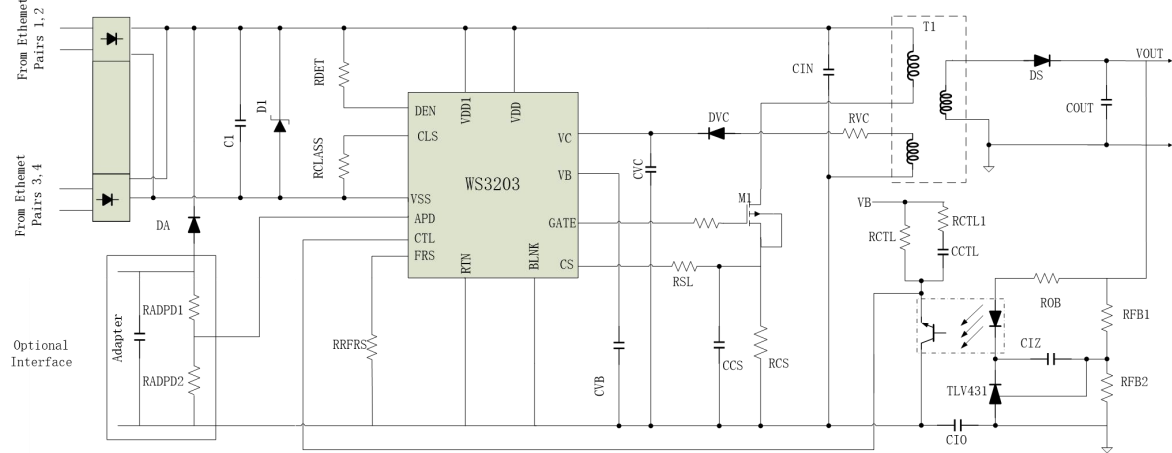 From Ethemet
Pairs 1,2
From Ethemet
Pairs 3,4
C1
D1
RDET
RCLASS
DEN
CLS
VSS
APD
CTL
FRS
VDD1
VDD
WS3203
VC
VB
GATE
CS
RTN
BLNK
DA
Adapter
RADPD1
RADPD2
Optional
Interface
RRFRS
CVB
CVC
DVC
RVC
CIN
T1
DS
COUT
VOUT
M1
RSL
CCS
RCS
VB
RCTL
RCTL1
CCTL
ROB
RFB1
CIZ
TLV431
RFB2
CIO